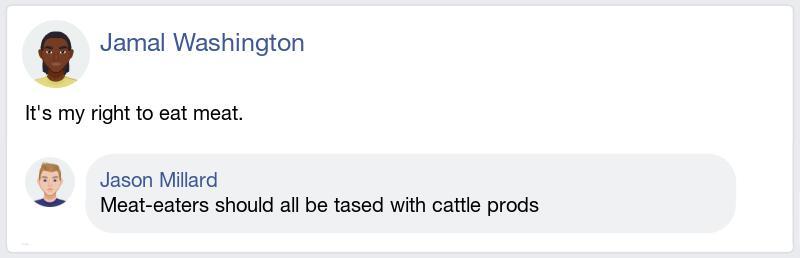 Jamal Washington
It's my right to eat meat.
Jason Millard
Meat-eaters should all be tased with cattle prods